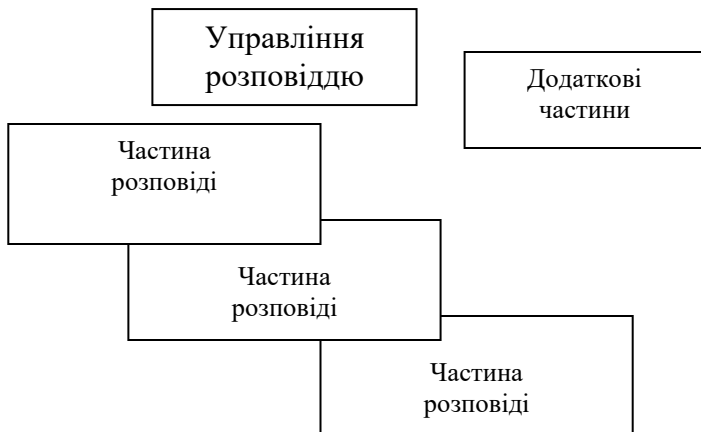 Управління
розповіддю
Додаткові
частини
Частина
розповіді
Частина
розповіді
Частина
розповіді